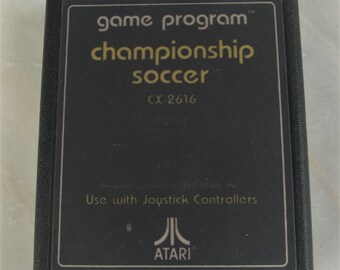 game program™
championship
soccer
CX-2616
Use with Joystick Controllers
ATARI